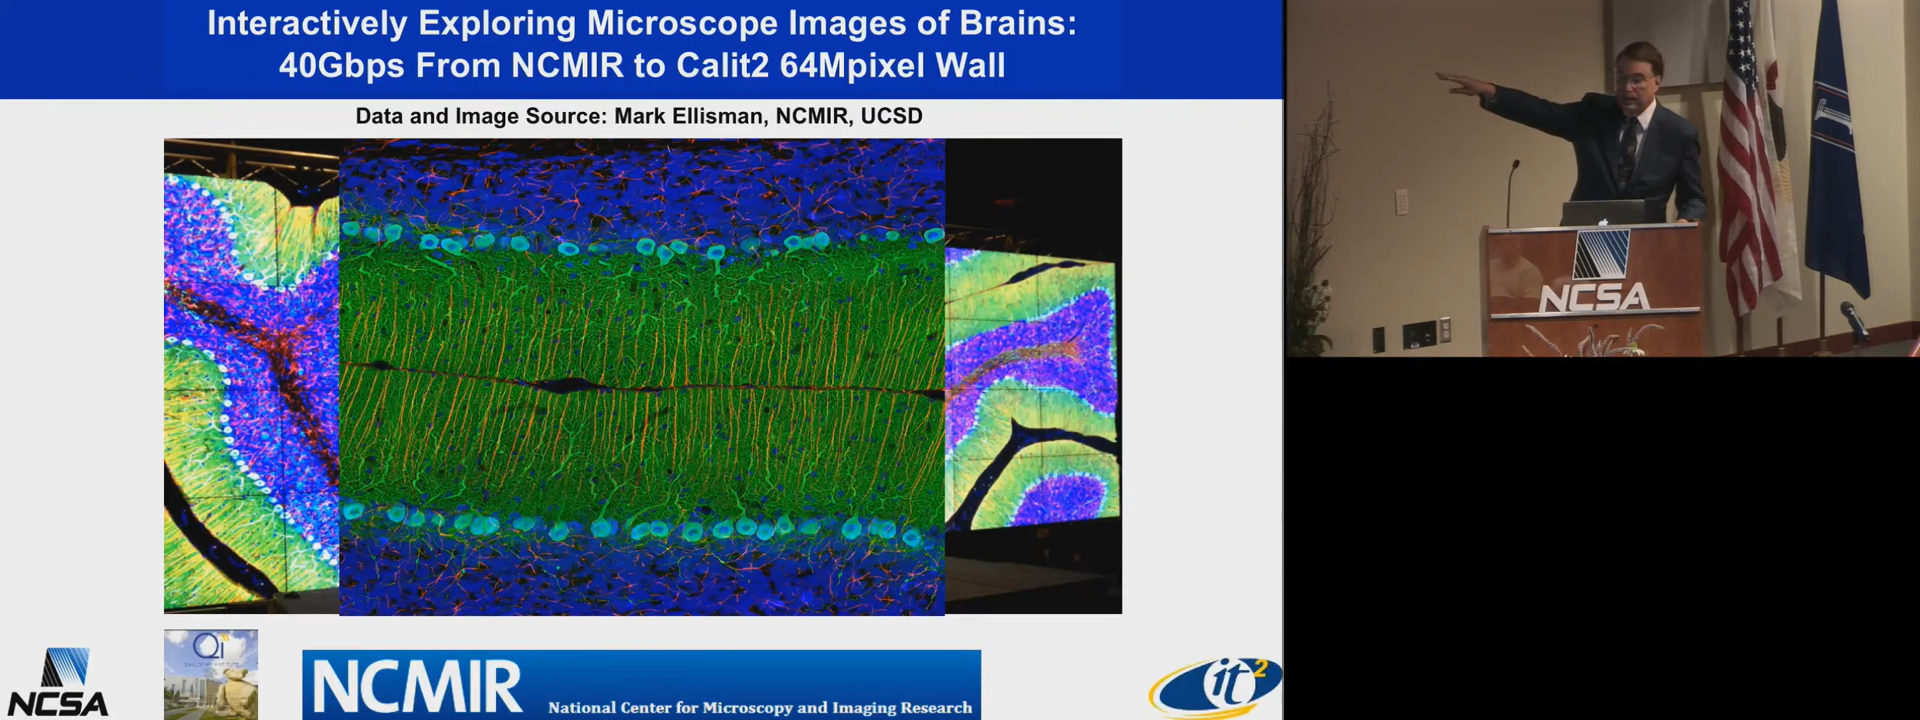 Interactively Exploring Microscope Images of Brains:
40Gbps From NCMIR to Calit2 64Mpixel Wall
Data and Image Source: Mark Ellisman, NCMIR, UCSD
NCSA
NCSA
Qi
NCMIR
National Center for Microscopy and Imaging Research
it2